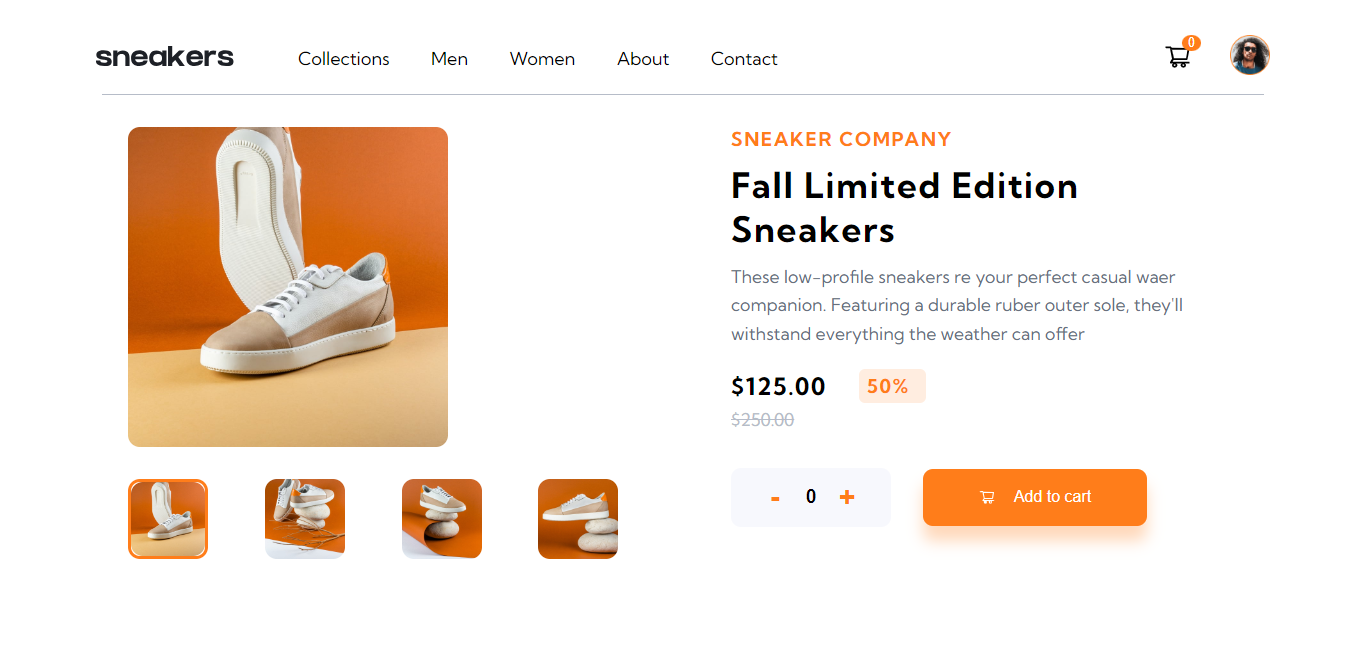 sneakers
Collections Men Women About Contact
0
SNEAKER COMPANY
Fall Limited Edition
Sneakers
These low-profile sneakers re your perfect casual waer
companion. Featuring a durable ruber outer sole, they'll
withstand everything the weather can offer
$125.00 50%
$250.00
- 0 + Add to cart